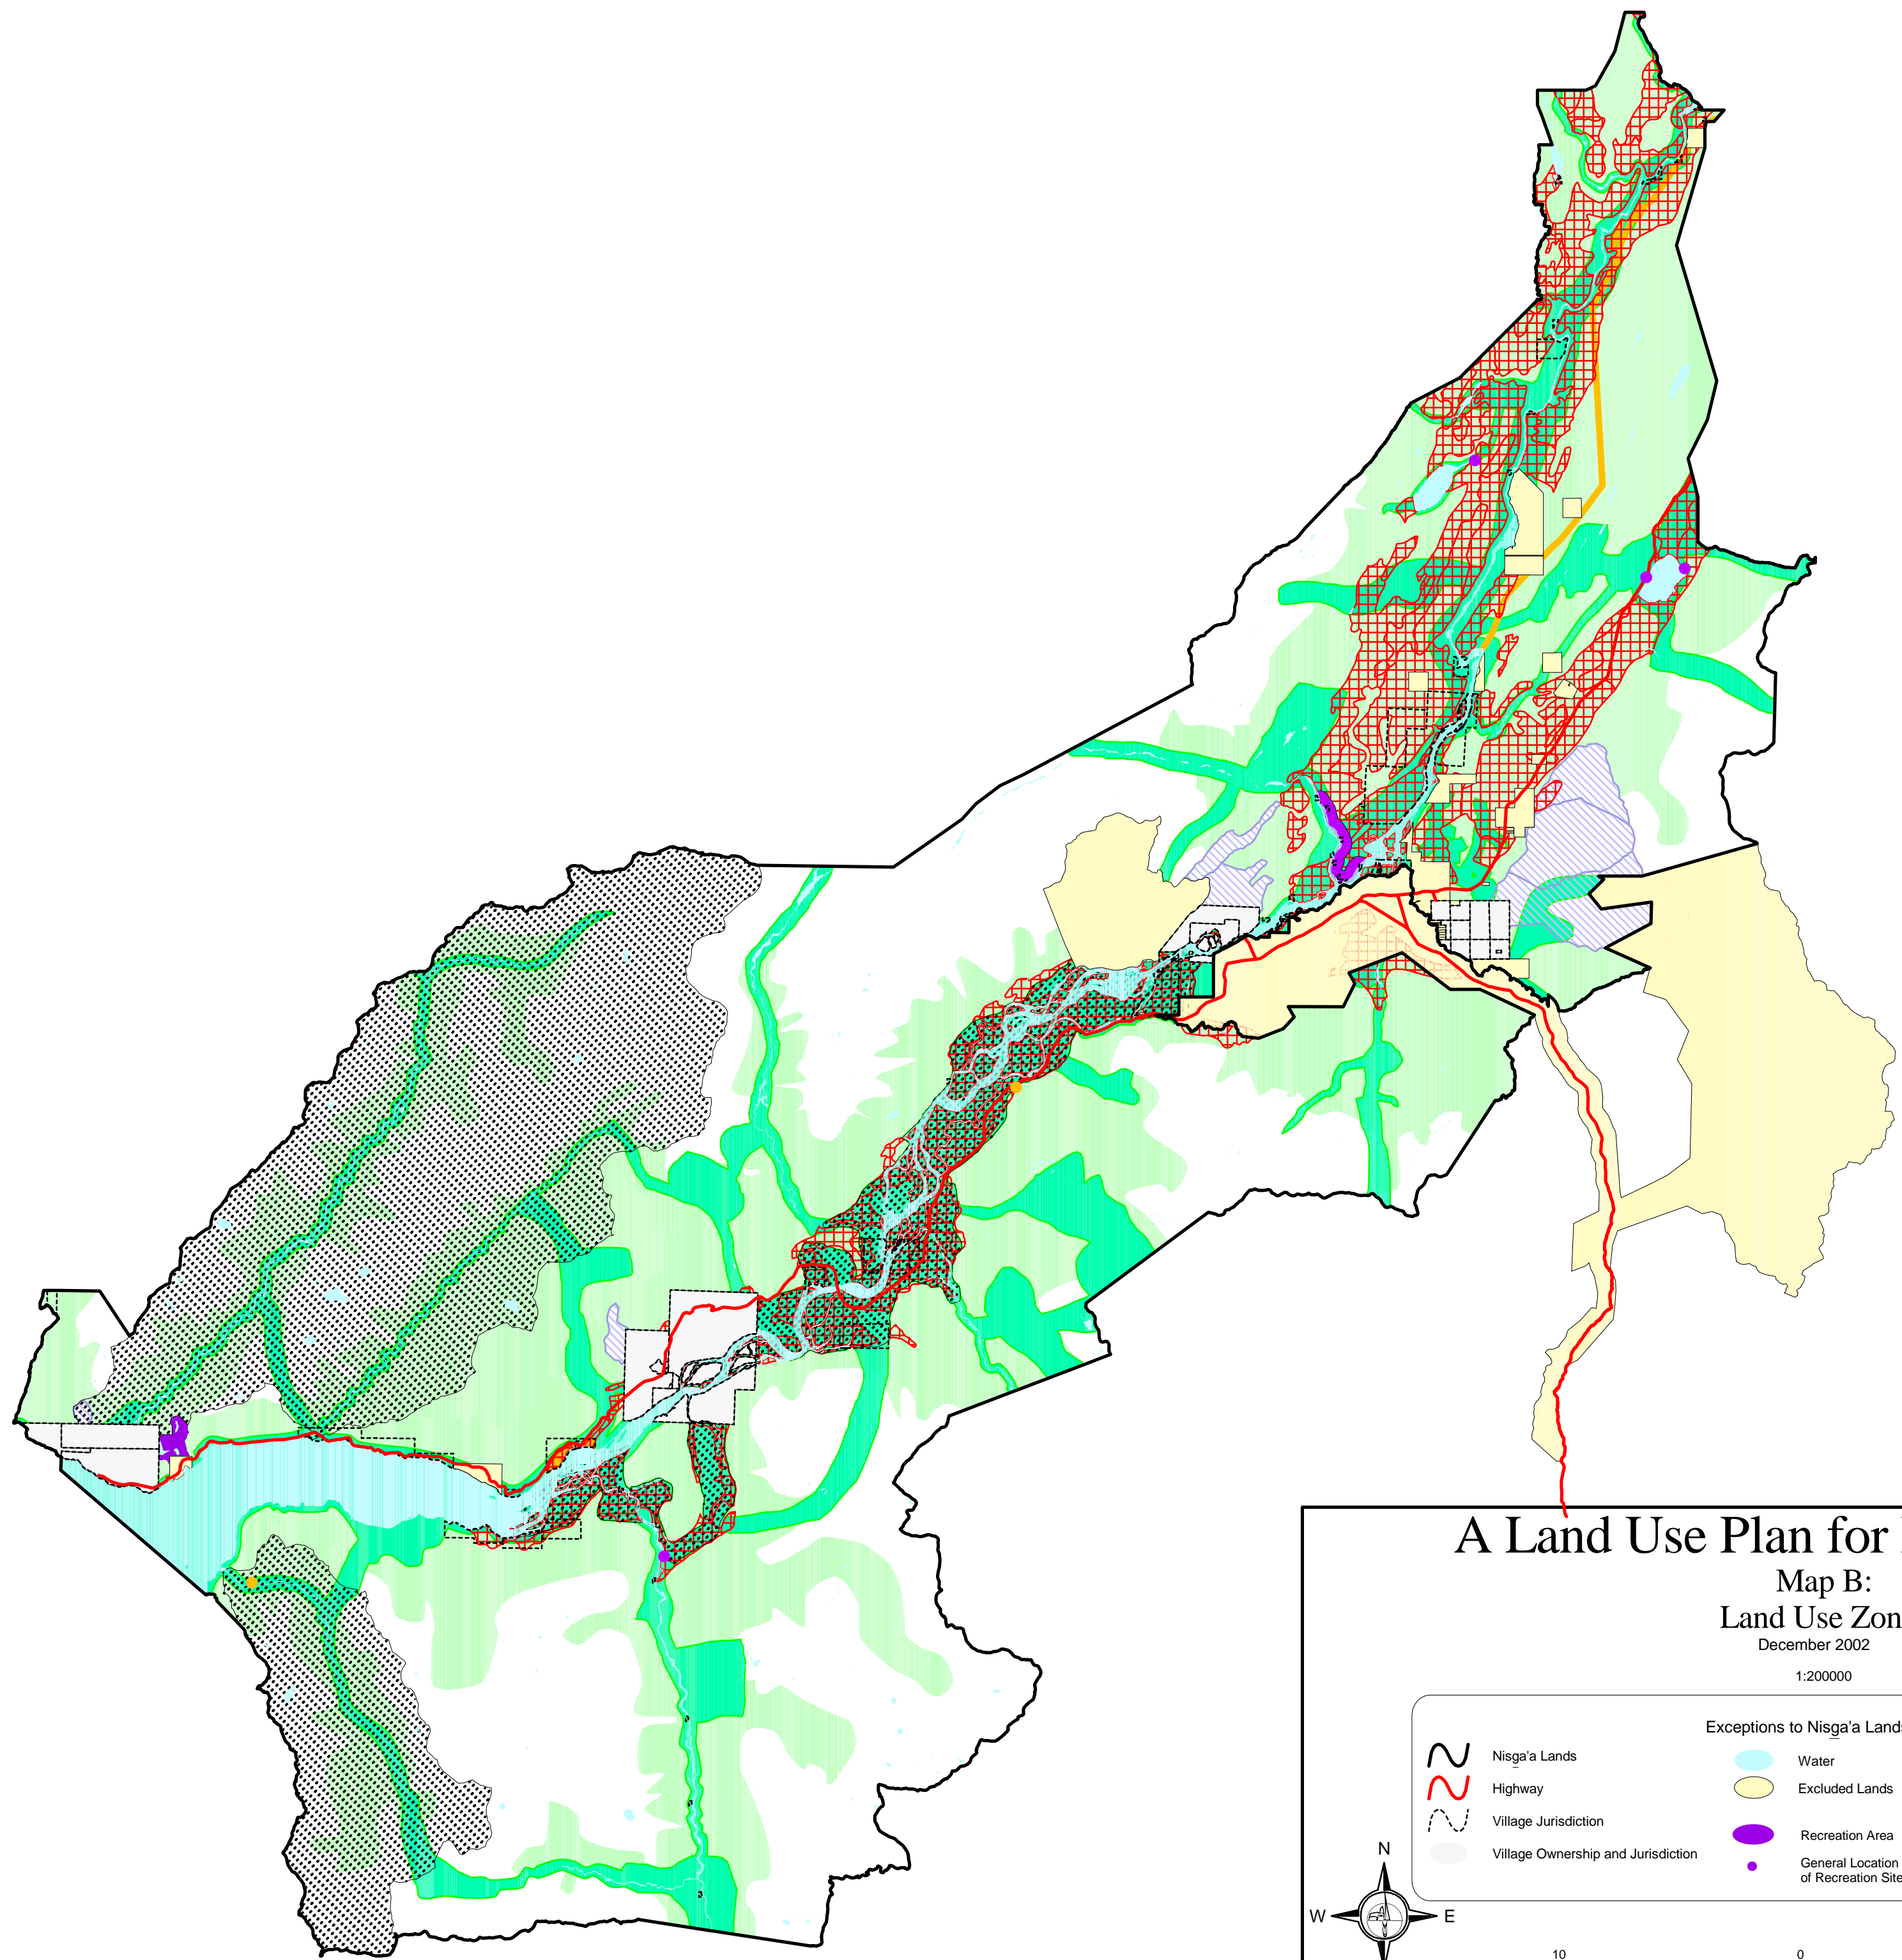 A Land Use Plan for
Map B:
Land Use Zon
December 2002
1:200000
Exceptions to Nisg̲a'a Lands
Nisg̲a'a Lands
Highway
Village Jurisdiction
Village Ownership and Jurisdiction
Water
Excluded Lands
Recreation Area
General Location
of Recreation Site
N
W
E
10
0